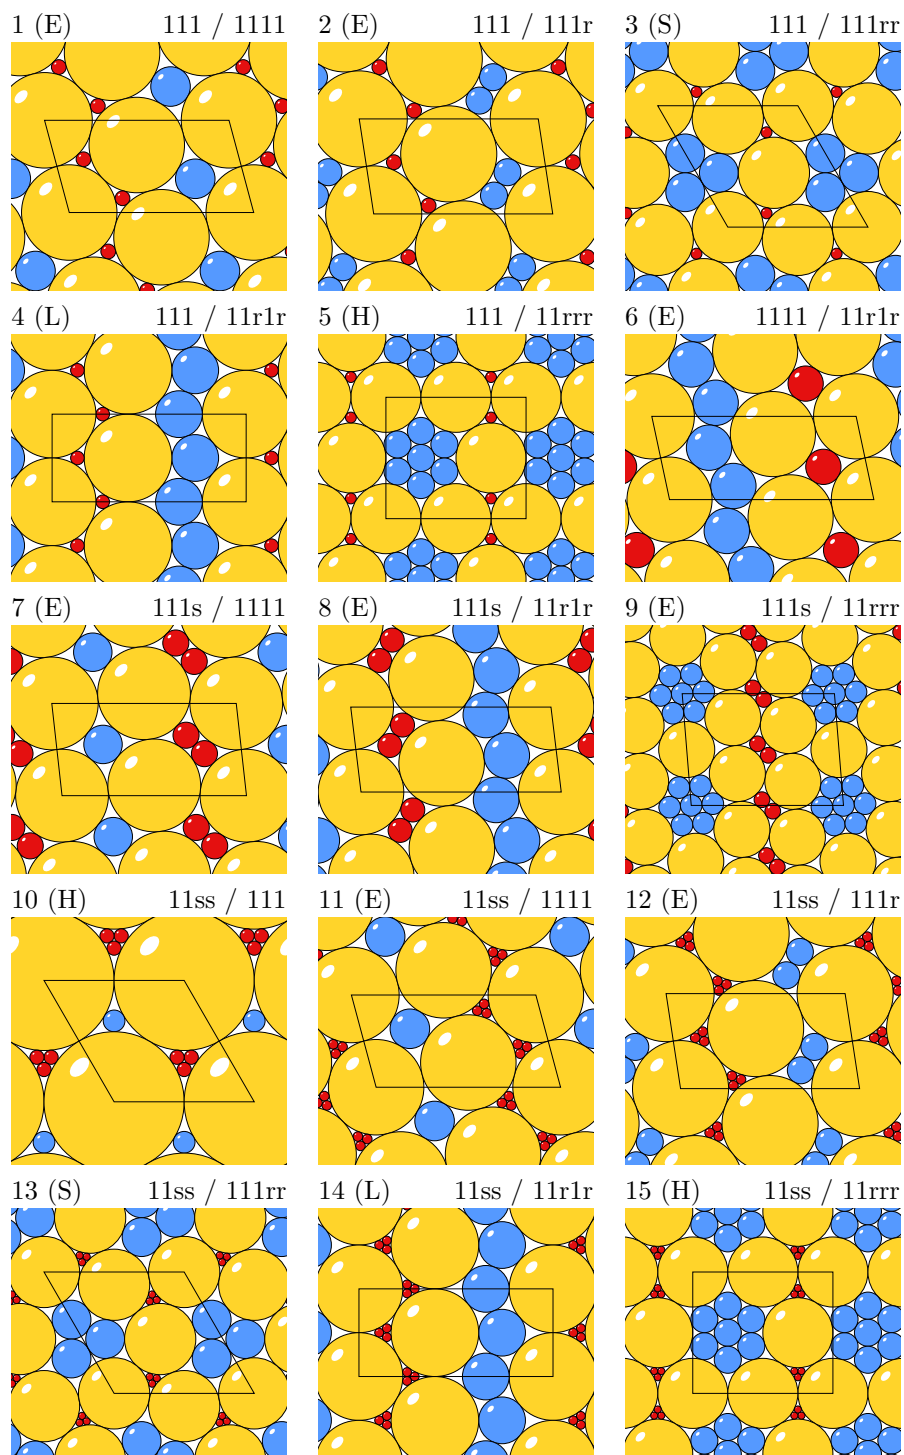 1 (E) 111 / 1111
2 (E) 111 / 111r
3 (S) 111 / 111rr
4 (L) 111 / 11r1r
5 (H) 111 / 11rrr
6 (E) 1111 / 11r1r
7 (E) 111s / 1111
8 (E) 111s / 11r1r
9 (E) 111s / 11rrr
10 (H) 11ss / 111
11 (E) 11ss / 1111
12 (E) 11ss / 111r
13 (S) 11ss / 111rr
14 (L) 11ss / 11r1r
15 (H) 11ss / 11rrr